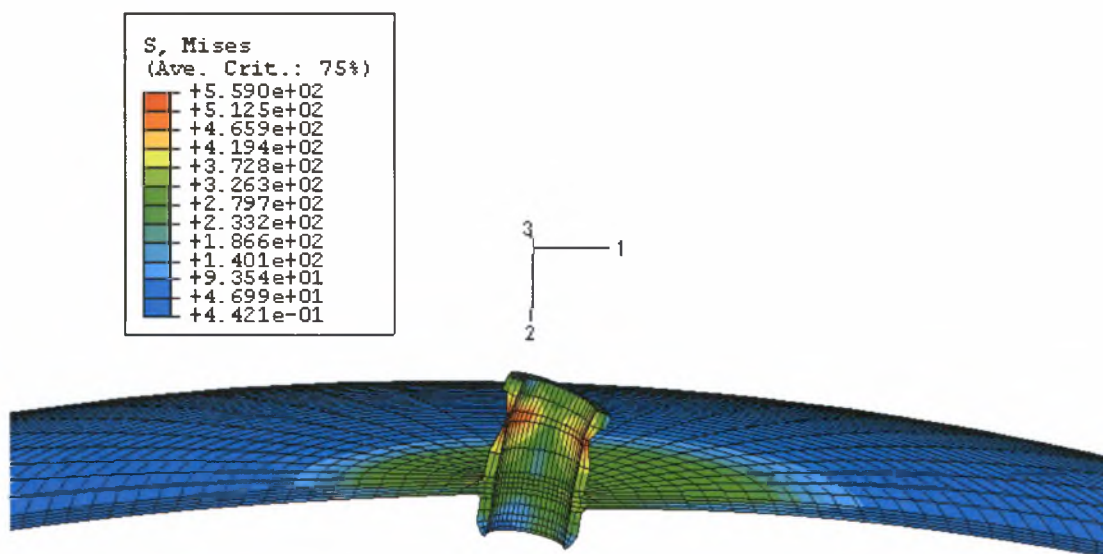 S, Mises
(Ave. Crit.: 75%)
+5.590e+02
+5.125e+02
+4.659e+02
+4.194e+02
+3.728e+02
+3.263e+02
+2.797e+02
+2.332e+02
+1.866e+02
+1.401e+02
+9.354e+01
+4.699e+01
+4.421e-01
3
1
2